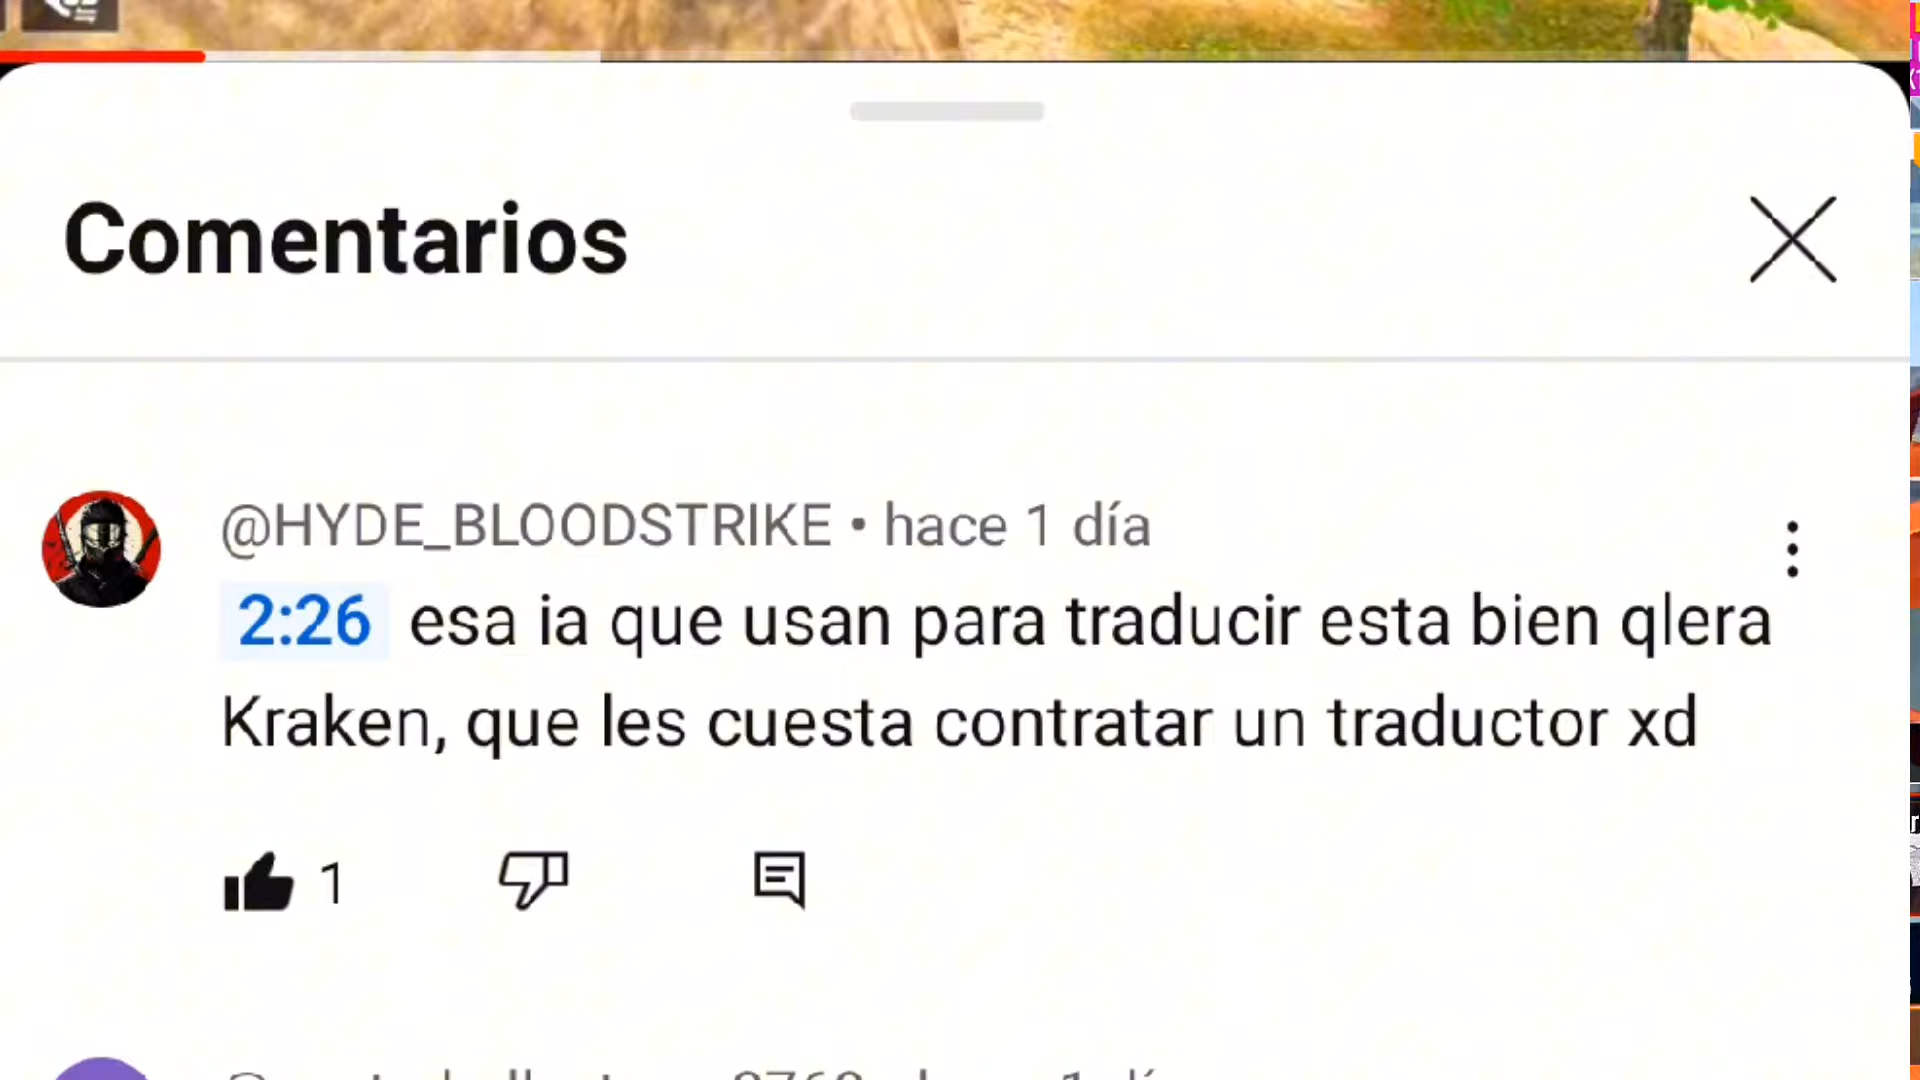 Comentarios
@HYDE_BLOODSTRIKE • hace 1 día
2:26 esa ia que usan para traducir esta bien qlera
Kraken, que les cuesta contratar un traductor xd
1